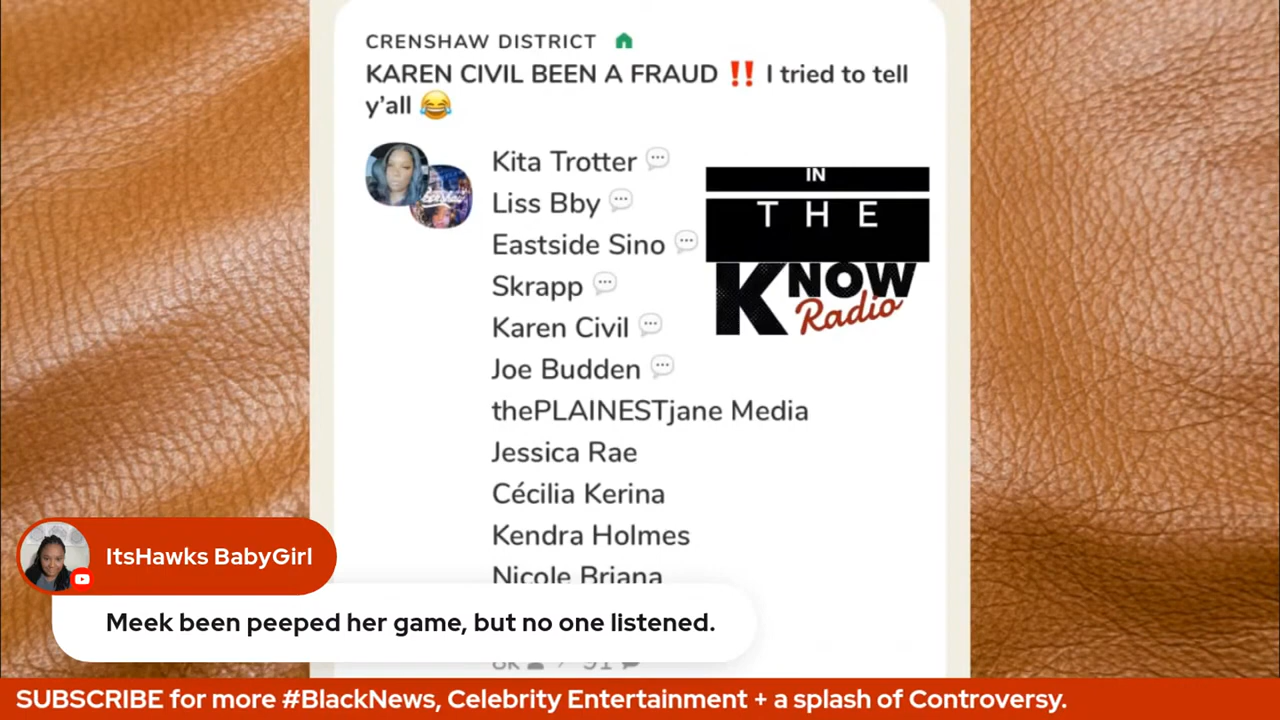 CRENSHAW DISTRICT
KAREN CIVIL BEEN A FRAUD ‼️ I tried to tell
y'all 😂
Kita Trotter
Liss Bby
Eastside Sino
Skrapp
Karen Civil
Joe Budden
thePLAINESTjane Media
Jessica Rae
Cécilia Kerina
Kendra Holmes
Nicole Briana
IN
THE
KNOW
Radio
ItsHawks BabyGirl
Meek been peeped her game, but no one listened.
SUBSCRIBE for more #BlackNews, Celebrity Entertainment + a splash of Controversy.